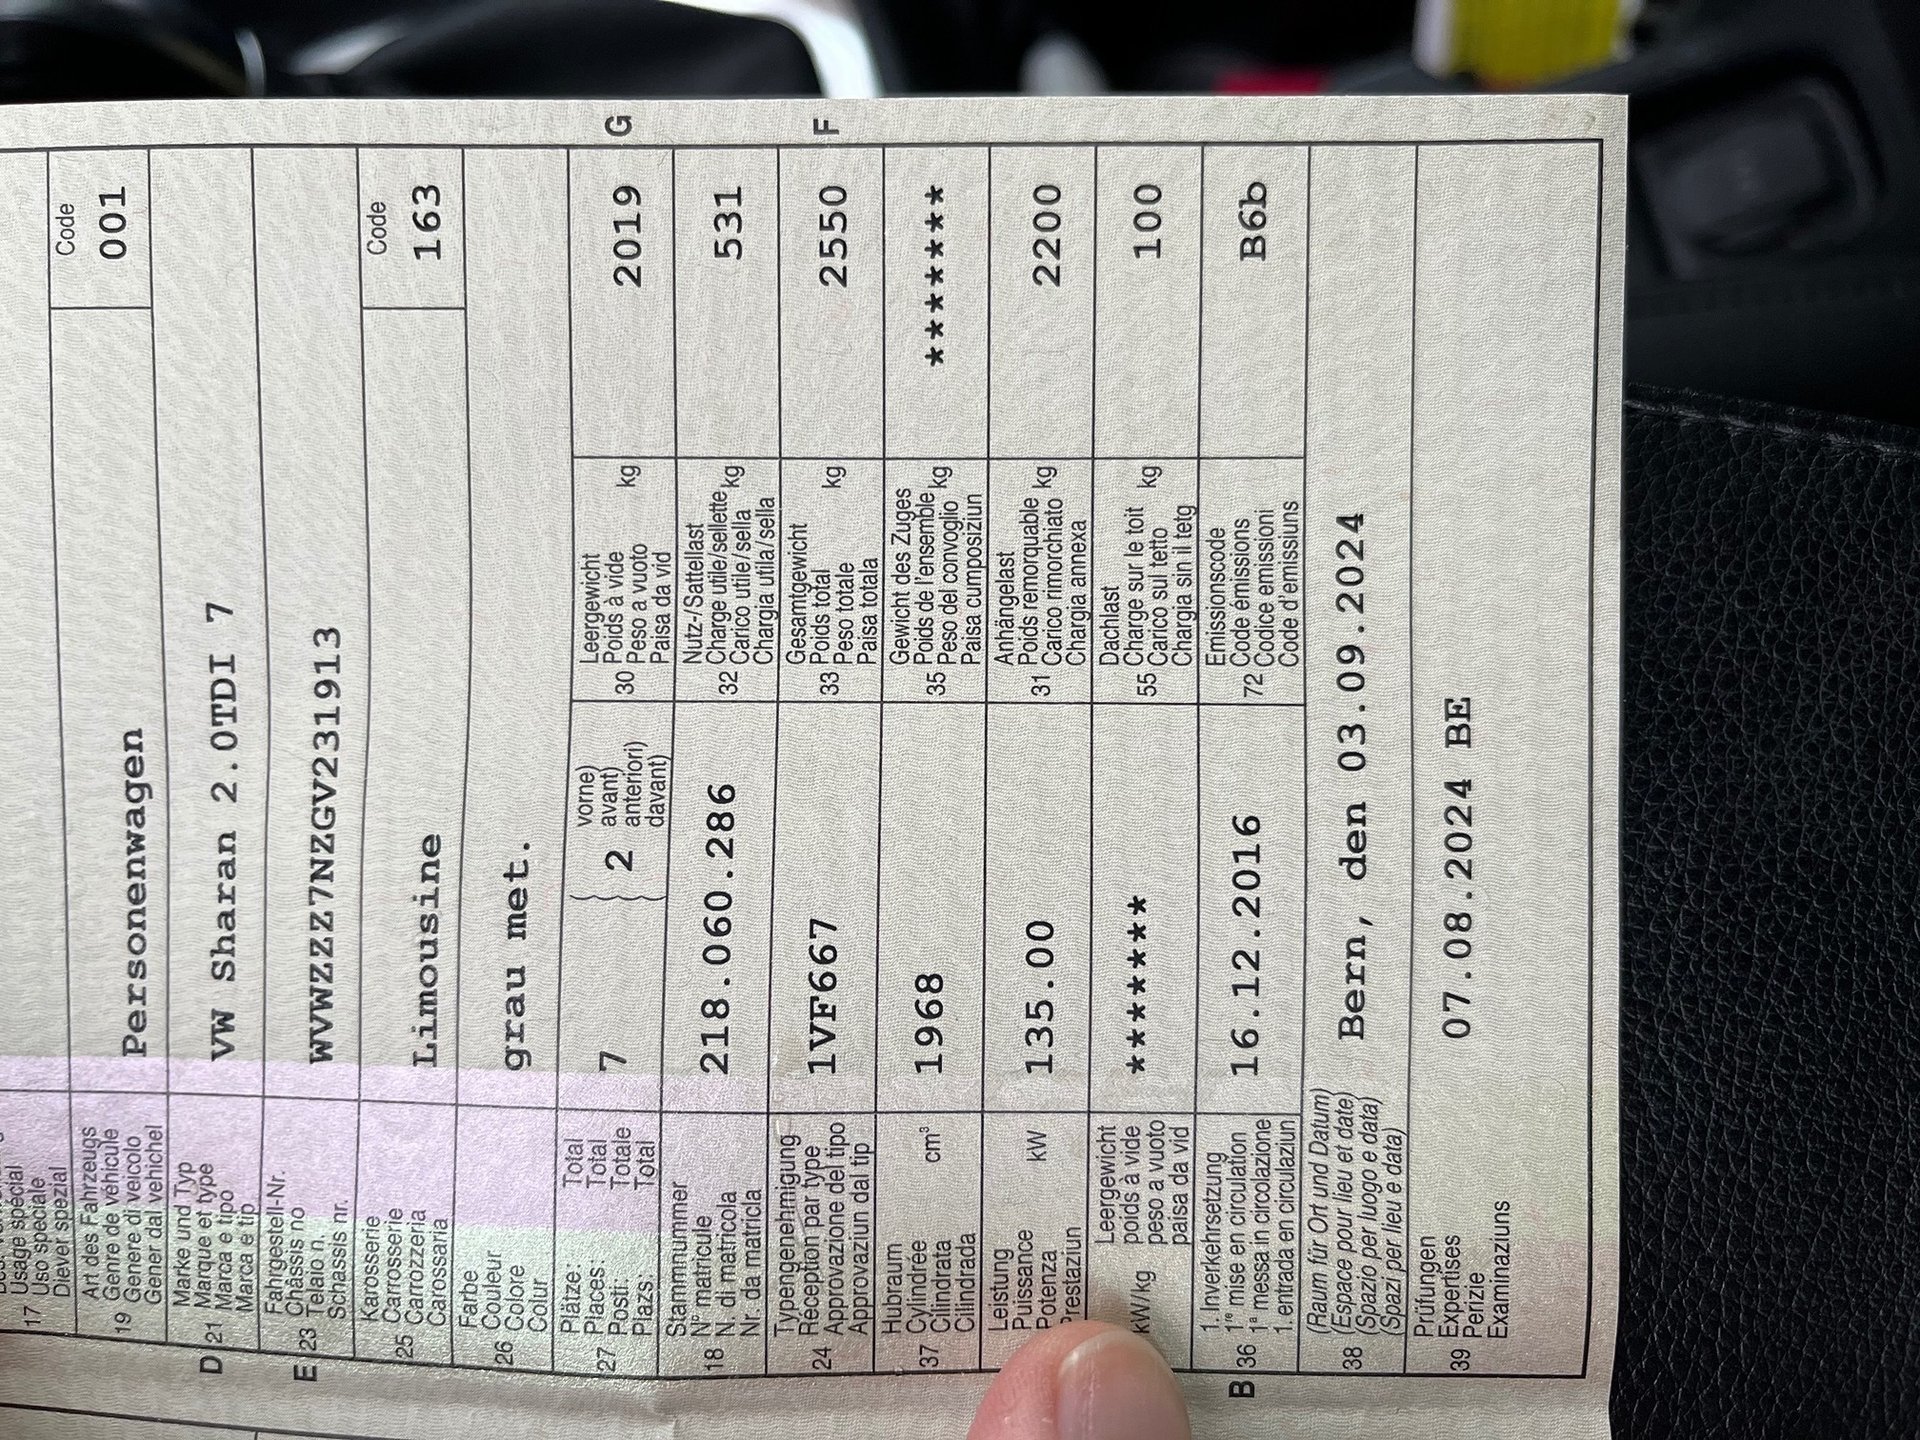 17 Usage spécial
Uso speciale
Diever spezial
Art des Fahrzeugs
19 Genre de véhicule
Genere di veicolo
Gener dal vehichel
Personenwagen
Code
001
Marke und Typ
D 21 Marque et type
Marca e tipo
Marca e tip
VW Sharan 2.0TDI 7
Fahrgestell-Nr.
E 23 Châssis no
Telaio n.
Schassis nr.
WVWZZZ7NZGV231913
Karosserie
25 Carrosserie
Carrozzeria
Carossaria
Limousine
Code
163
Farbe
26 Couleur
Colore
Colur
grau met.
Plätze: Total
27 Places: Total
Posti: Totale
Plazs: Total
7
2
vorne)
avant)
anteriori)
davant)
Leergewicht
30 Poids à vide
Peso a vuoto kg
Paisa da vid
2019
G
Stammnummer
18 N° matricule
N. di matricola
Nr. da matricla
218.060.286
Nutz-/Sattellast
32 Charge utile/sellette
Carico utile/sella kg
Chargia utila/sella
531
Typengenehmigung
24 Réception par type
Approvazione del tipo
Approvaziun dal tip
1VF667
Gesamtgewicht
33 Poids total
Peso totale kg
Paisa totala
2550
F
Hubraum
37 Cylindrée cm³
Cilindrata
Cilindrada
1968
Gewicht des Zuges
35 Poids de l'ensemble
Peso del convoglio kg
Paisa cumposiziun
*******
Leistung
Puissance kW
Potenza
Prestaziun
135.00
Anhängelast
31 Poids remorquable
Carico rimorchiato kg
Chargia annexa
2200
Leergewicht
kW/kg poids à vide
peso a vuoto
paisa da vid
*******
Dachlast
55 Charge sur le toit
Carico sul tetto kg
Chargia sin il tetg
100
1. Inverkehrsetzung
B 36 1re mise en circulation
1a messa in circolazione
1. entrada en circulaziun
16.12.2016
Emissionscode
72 Code émissions
Codice emissioni
Code d'emissiuns
B6b
(Raum für Ort und Datum)
38 (Espace pour lieu et date)
(Spazio per luogo e data)
(Spazi per lieu e data)
Bern, den 03.09.2024
Prüfungen
39 Expertises
Perizie
Examinaziuns
07.08.2024 BE